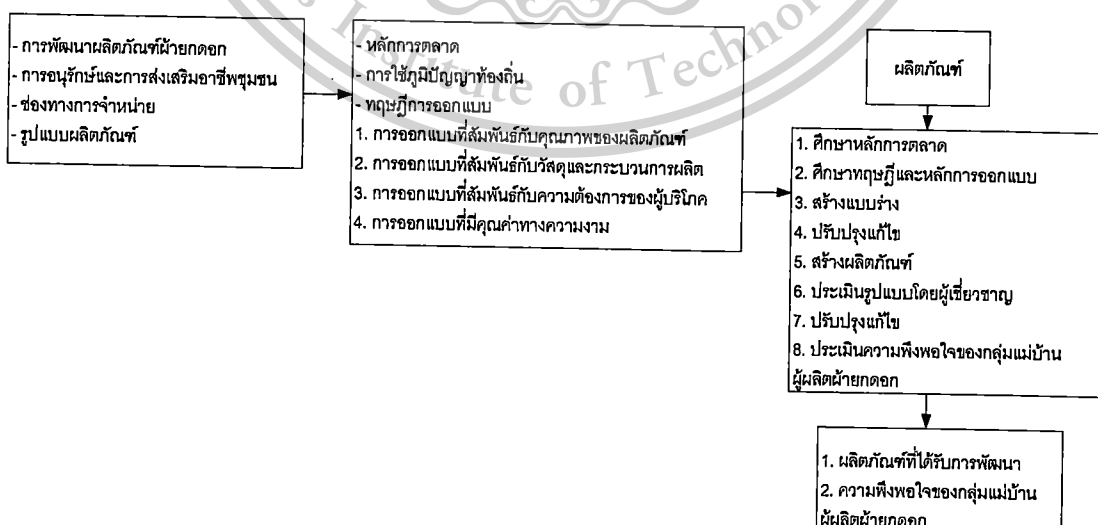 s Institute of Technol
- การพัฒนาผลิตภัณฑ์ผ้ายกดอก
- การอนุรักษ์และการส่งเสริมอาชีพชุมชน
- ช่องทางการจำหน่าย
- รูปแบบผลิตภัณฑ์
- หลักการตลาด
- การใช้ภูมิปัญญาท้องถิ่น
- ทฤษฎีการออกแบบ
1. การออกแบบที่สัมพันธ์กับคุณภาพของผลิตภัณฑ์
2. การออกแบบที่สัมพันธ์กับวัสดุและกระบวนการผลิต
3. การออกแบบที่สัมพันธ์กับความต้องการของผู้บริโภค
4. การออกแบบที่มีคุณค่าทางความงาม
ผลิตภัณฑ์
1. ศึกษาหลักการตลาด
2. ศึกษาทฤษฎีและหลักการออกแบบ
3. สร้างแบบร่าง
4. ปรับปรุงแก้ไข
5. สร้างผลิตภัณฑ์
6. ประเมินรูปแบบโดยผู้เชี่ยวชาญ
7. ปรับปรุงแก้ไข
8. ประเมินความพึงพอใจของกลุ่มแม่บ้าน
ผู้ผลิตผ้ายกดอก
1. ผลิตภัณฑ์ที่ได้รับการพัฒนา
2. ความพึงพอใจของกลุ่มแม่บ้าน
ผู้ผลิตผ้ายกดอก